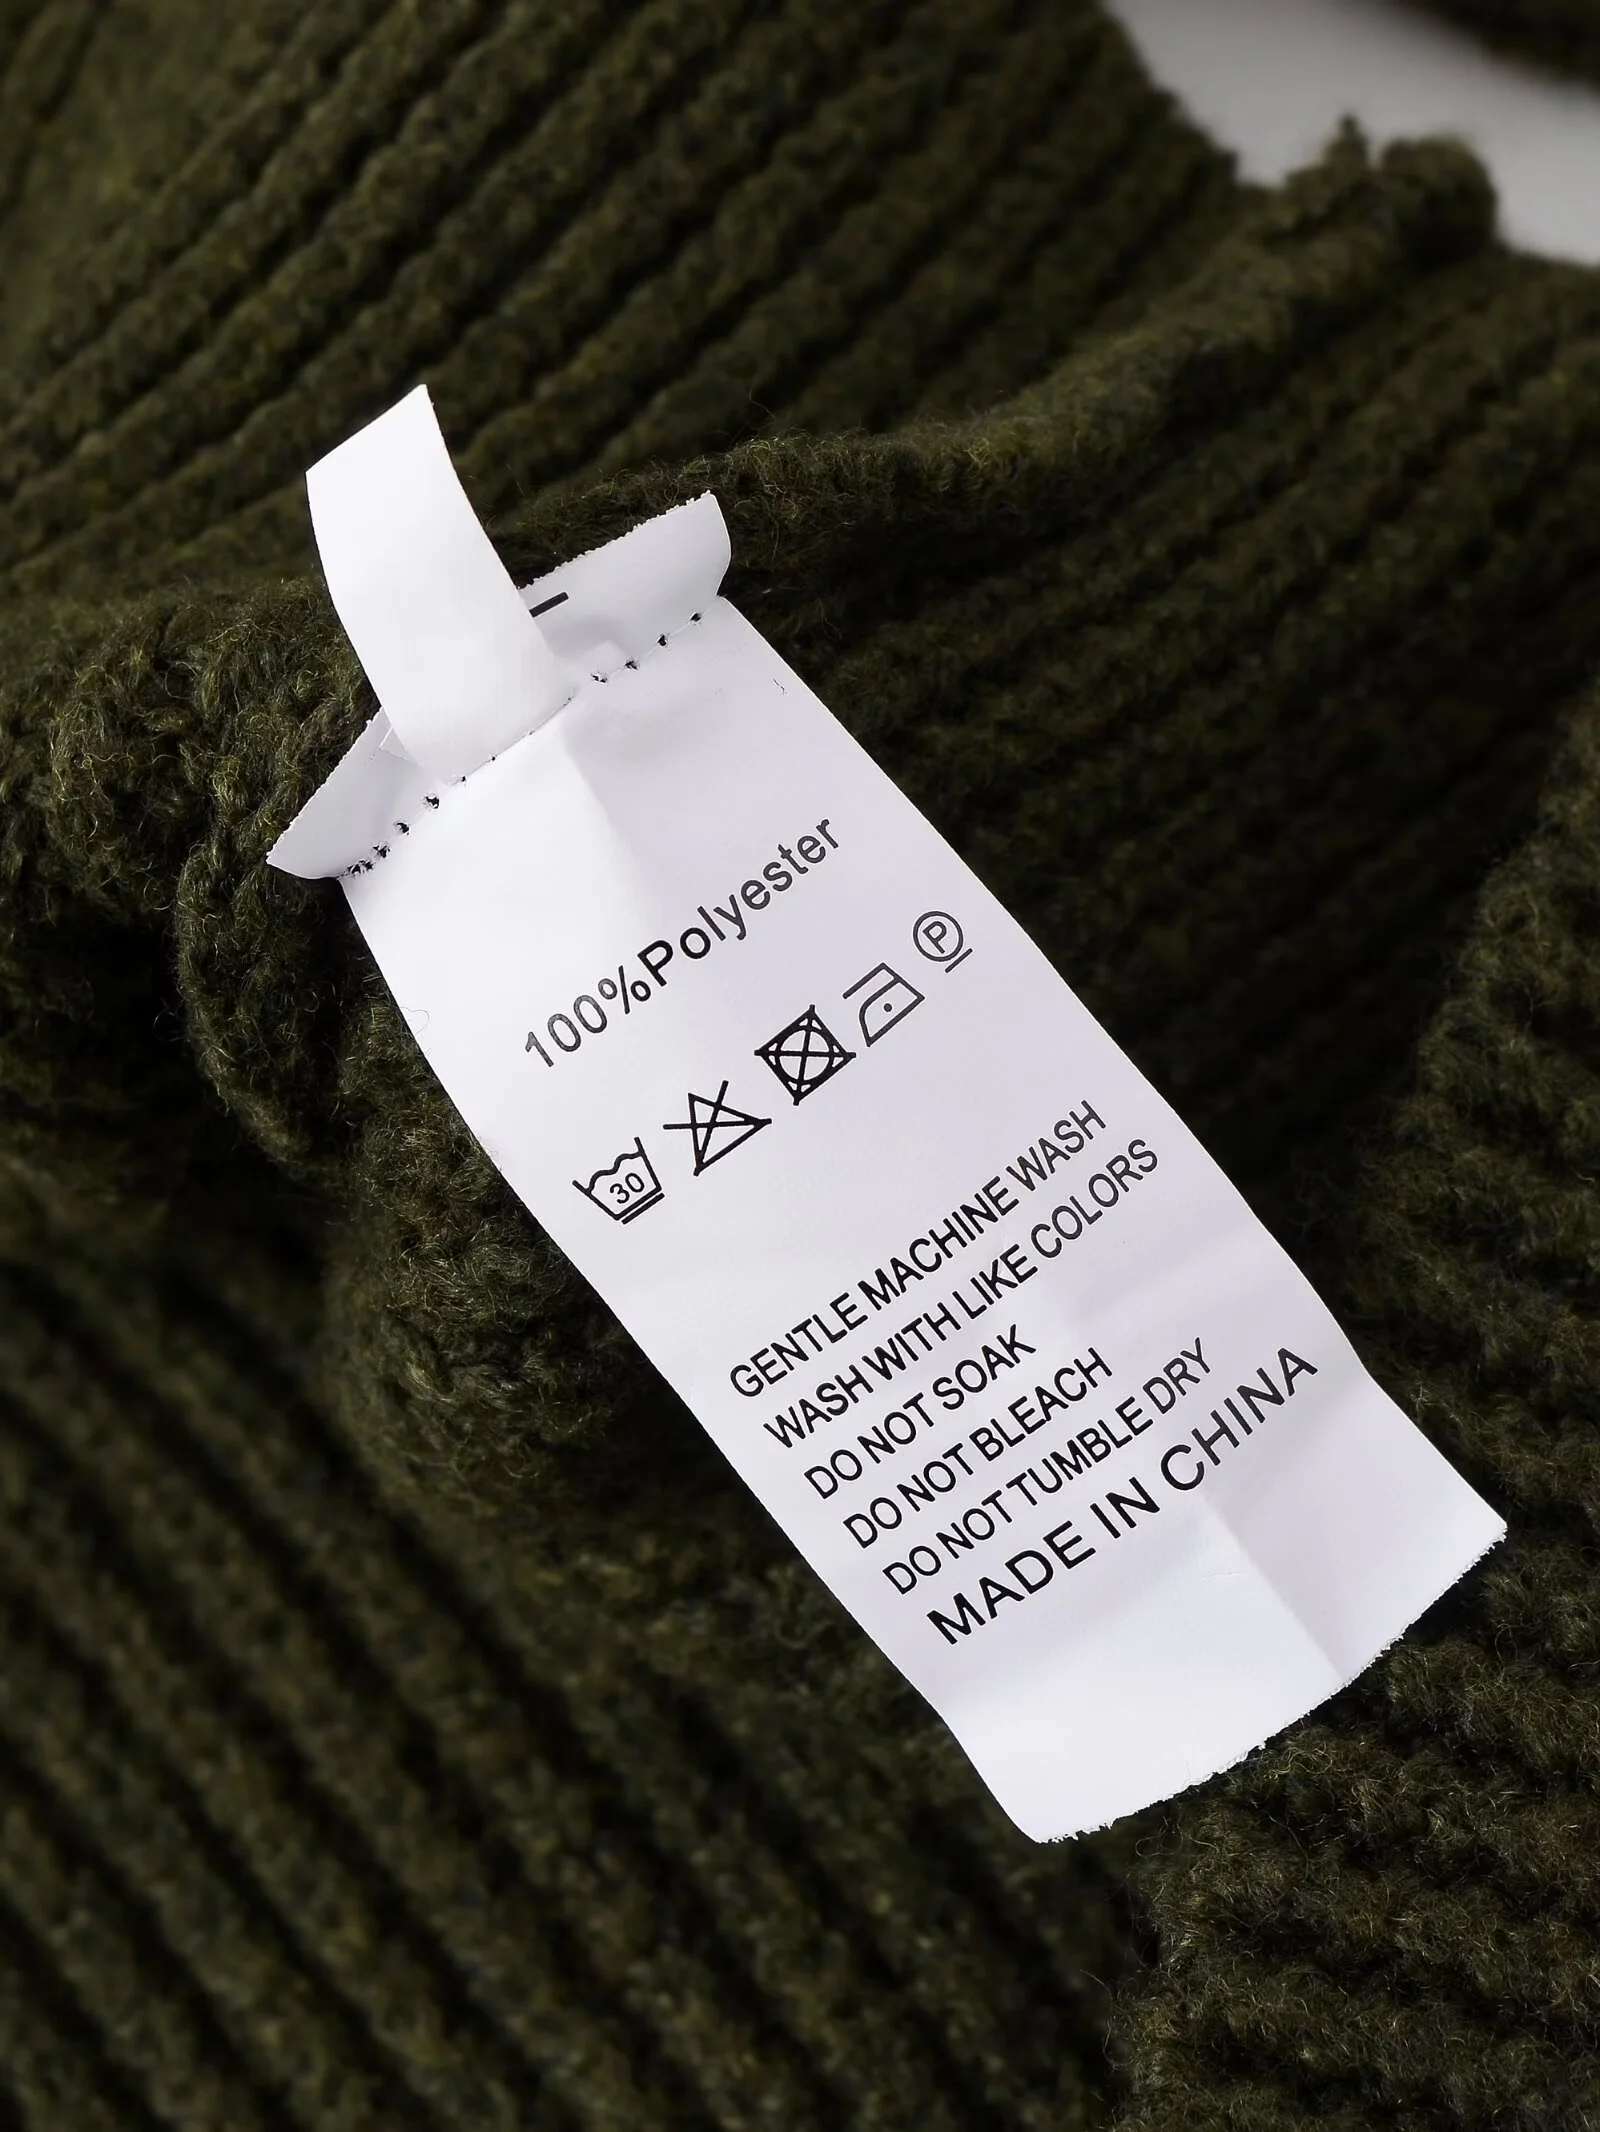 100%Polyester
30
P
GENTLE MACHINE WASH
WASH WITH LIKE COLORS
DO NOT SOAK
DO NOT BLEACH
DO NOT TUMBLE DRY
MADE IN CHINA